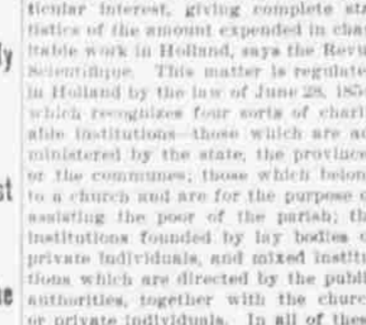 ticular interest, giving complete sta
tistics of the amount expended in char
itable work in Holland, says the Revu
Scientifique. This matter is regulate
in Holland by the law of June 28, 185
which recognizes four sorts of charit
able institutions—those which are ad
ministered by the state, the province
or the communes; those which belon
to a church and are for the purpose o
assisting the poor of the parish; th
institutions founded by lay bodies o
private individuals, and mixed institu
tions which are directed by the publi
authorities, together with the churc
or private individuals. In all of thes